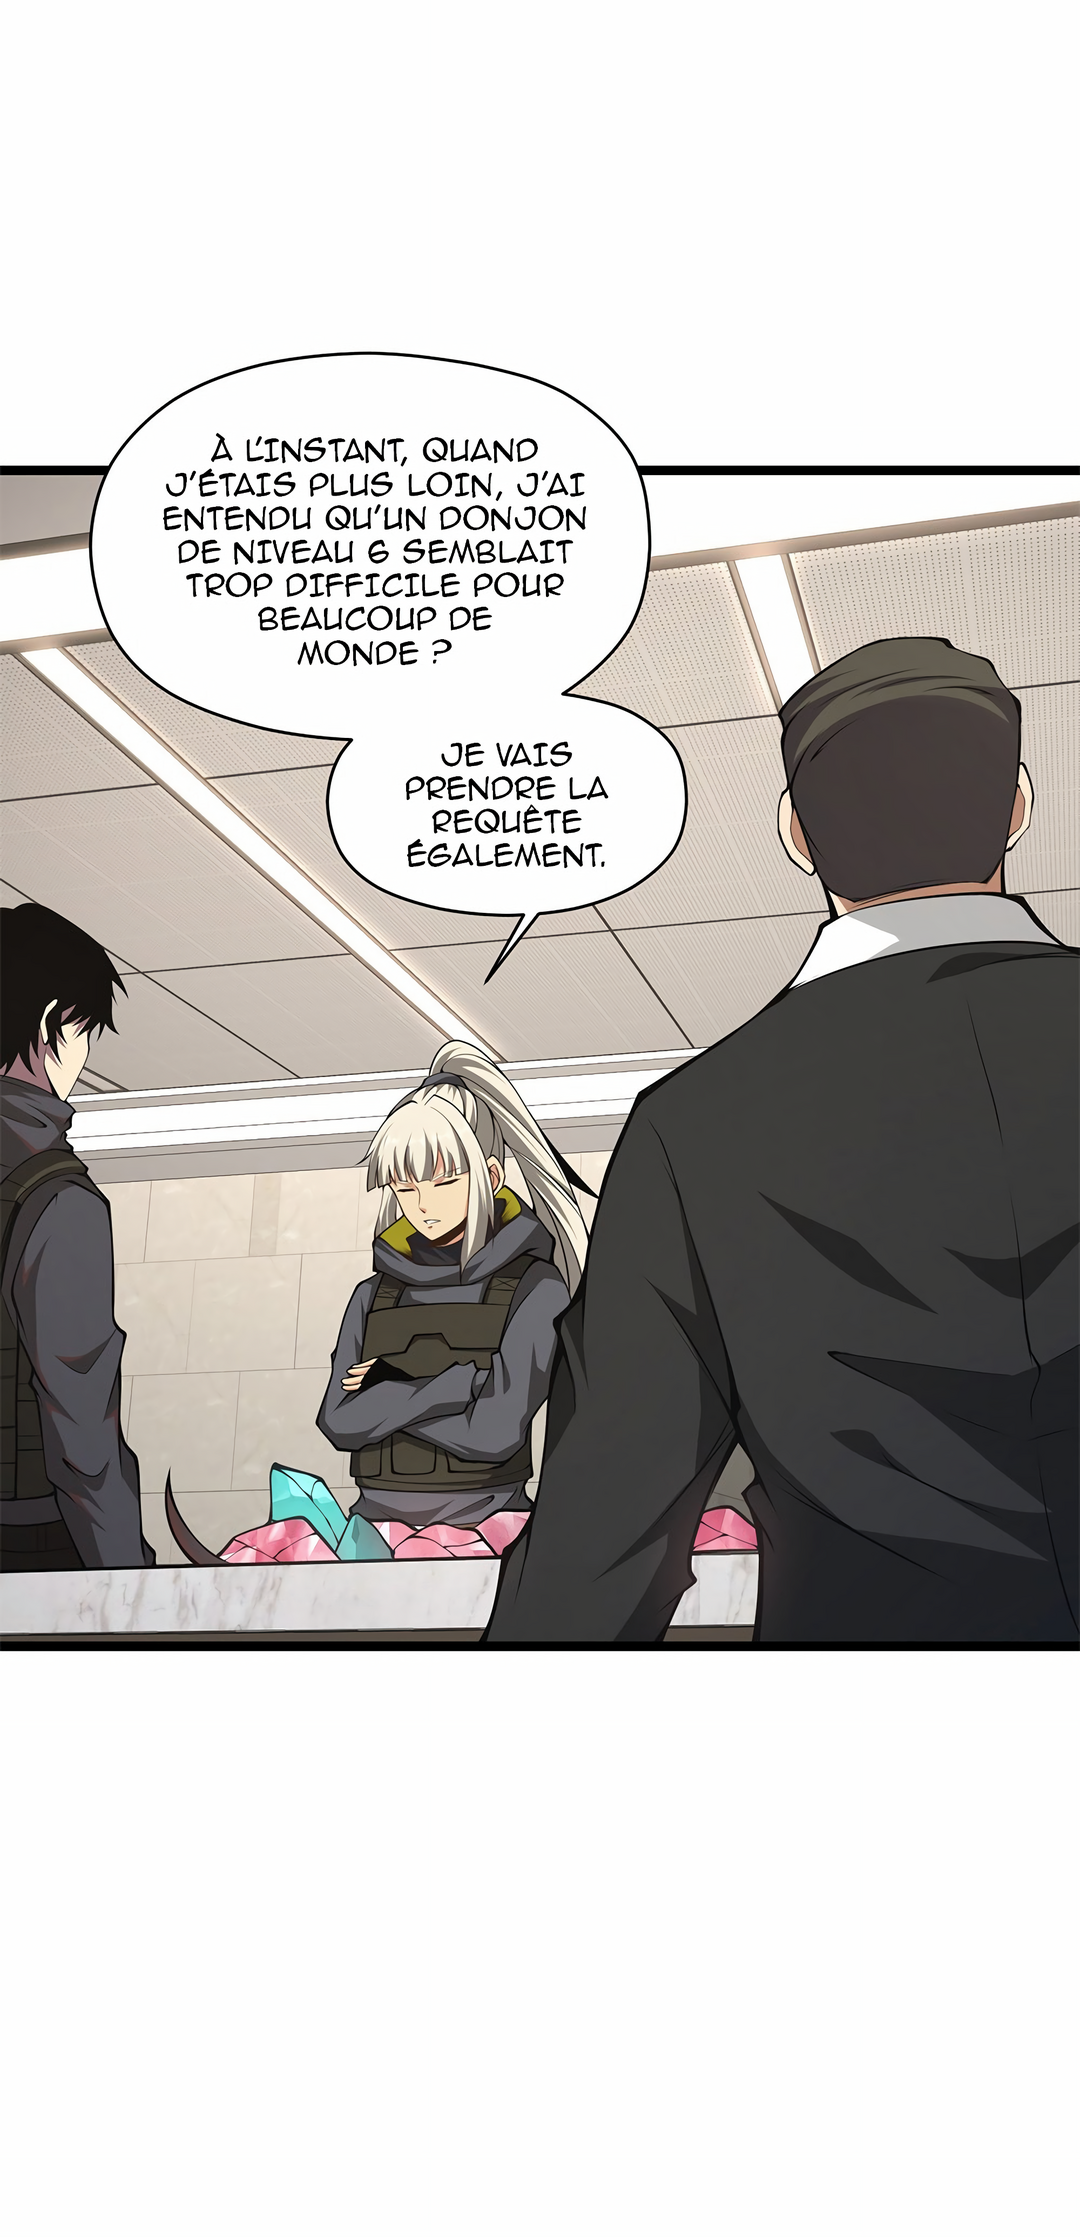 À L'INSTANT, QUAND
J'ÉTAIS PLUS LOIN, J'AI
ENTENDU QU'UN DONJON
DE NIVEAU 6 SEMBLAIT
TROP DIFFICILE POUR
BEAUCOUP DE
MONDE ?
JE VAIS
PRENDRE LA
REQUÊTE
ÉGALEMENT.